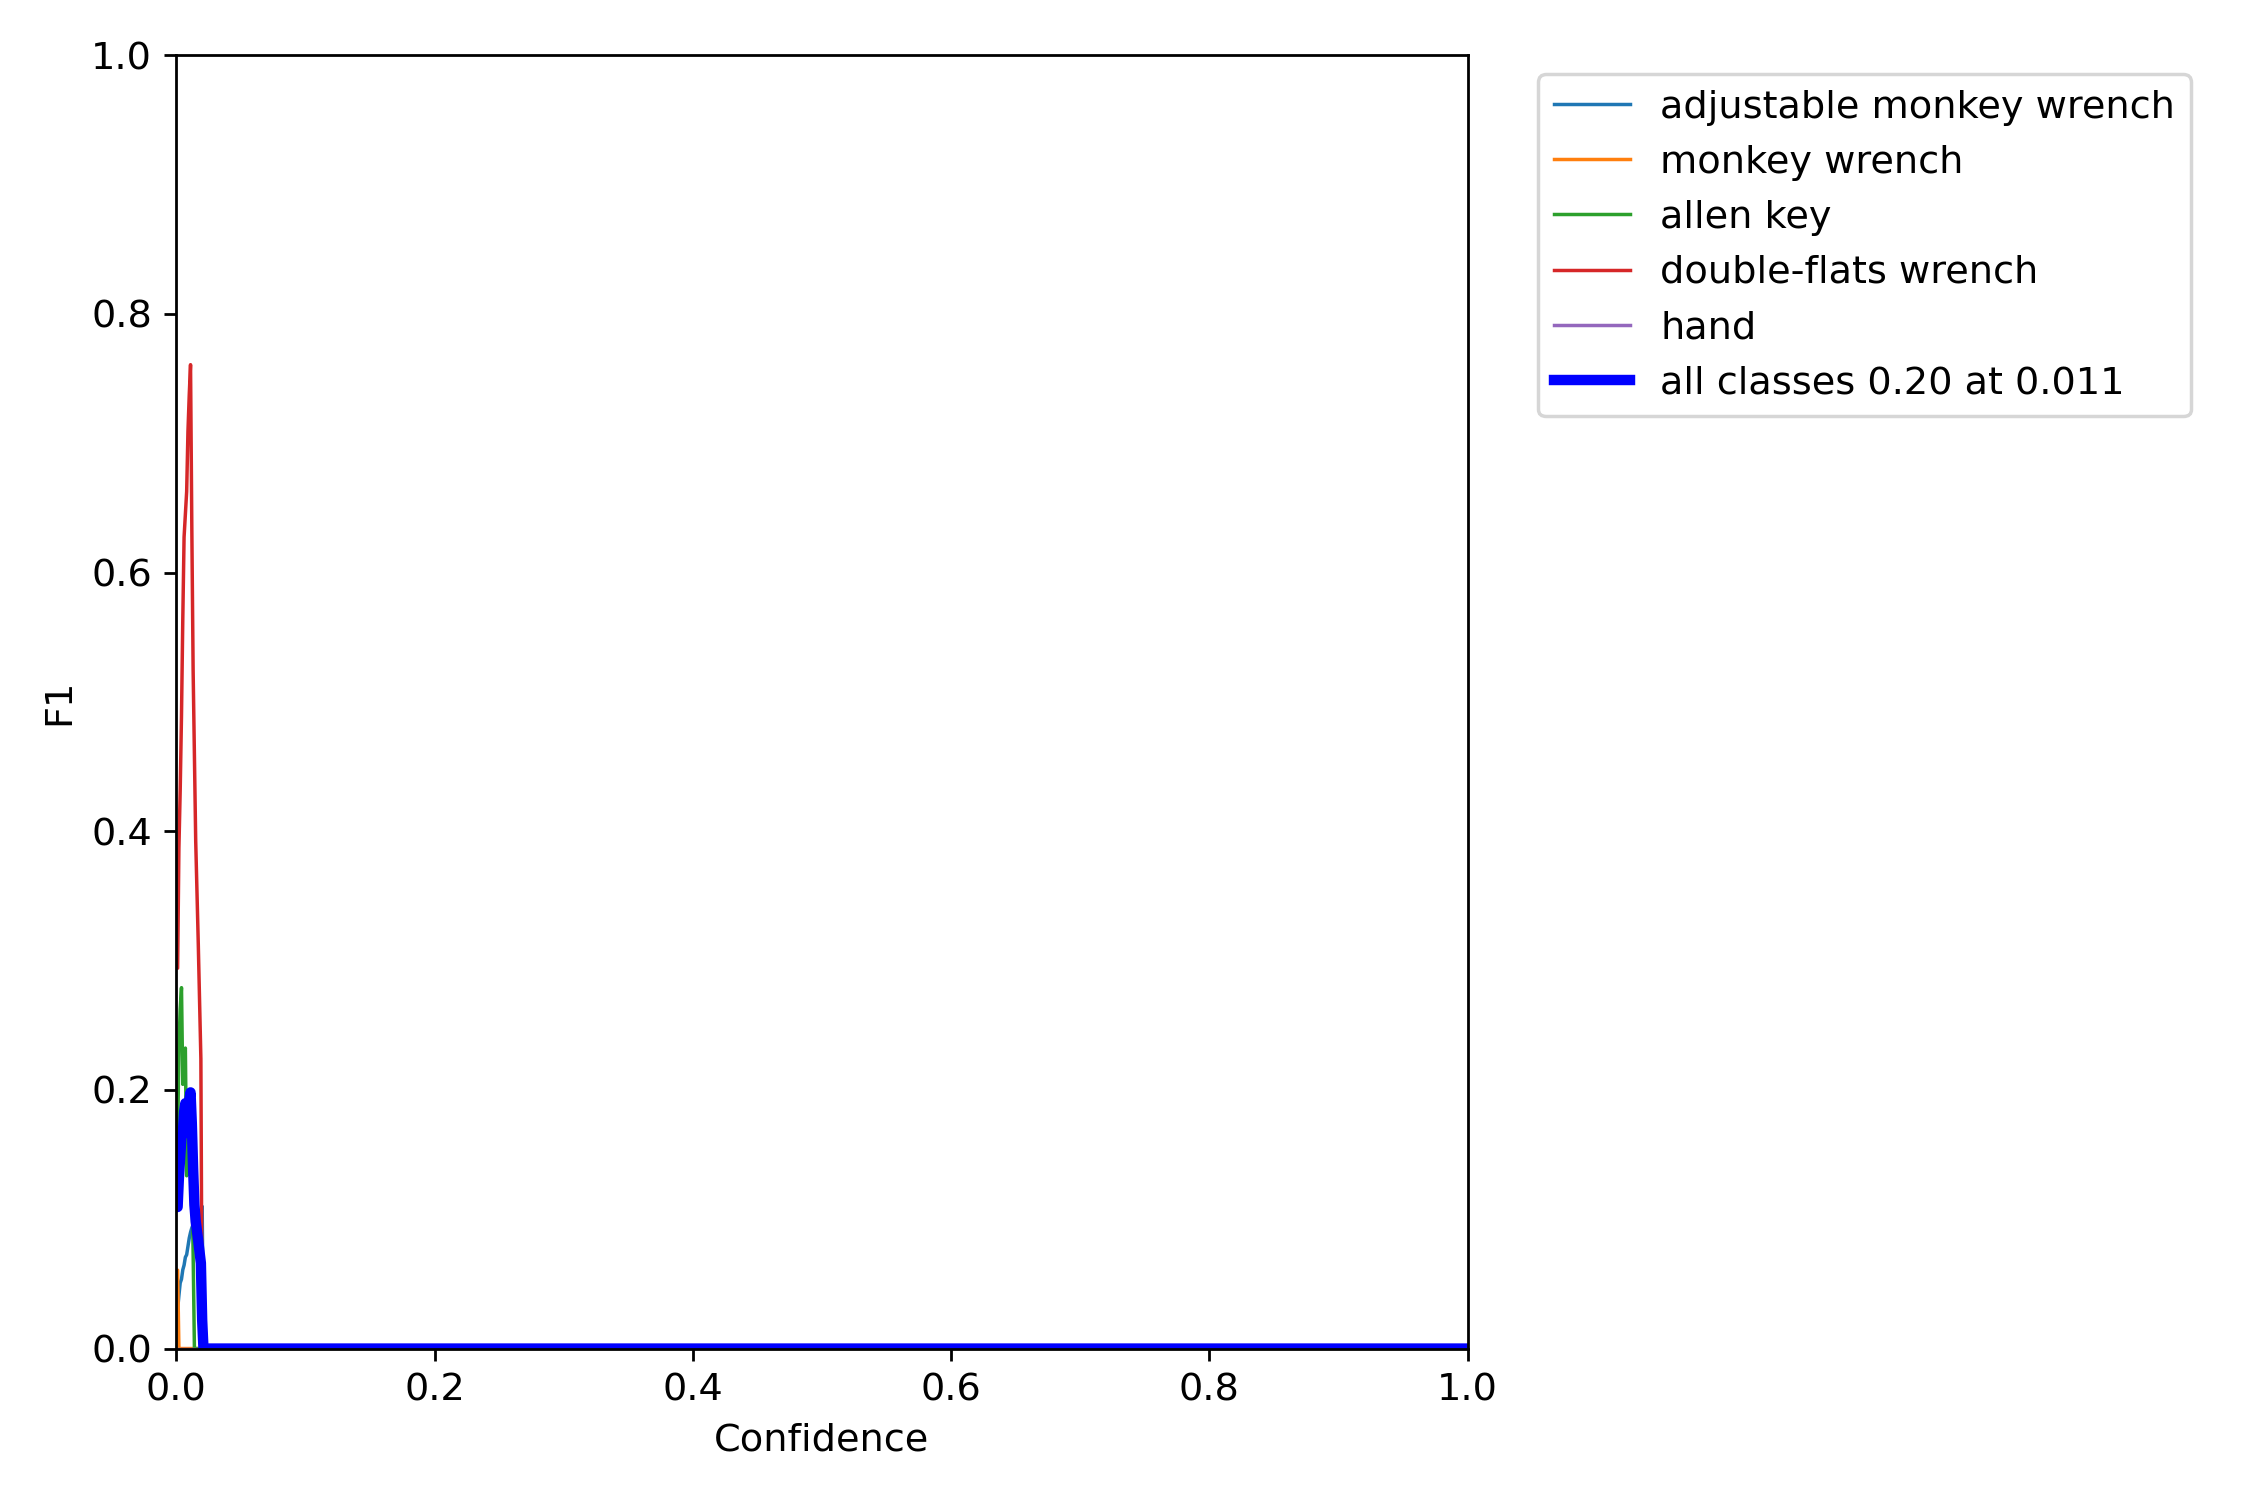 1.0
0.8
0.6
0.4
0.2
0.0
F1
0.0 0.2 0.4 0.6 0.8 1.0
Confidence
adjustable monkey wrench
monkey wrench
allen key
double-flats wrench
hand
all classes 0.20 at 0.011